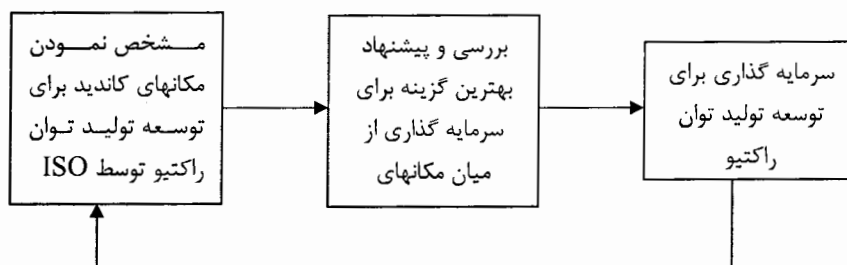 مشخص نمودن
مکانهای کاندید برای
توسعه تولید توان
راکتیو توسط ISO
بررسی و پیشنهاد
بهترین گزینه برای
سرمایه گذاری از
میان مکانهای
سرمایه گذاری برای
توسعه تولید توان
راکتیو